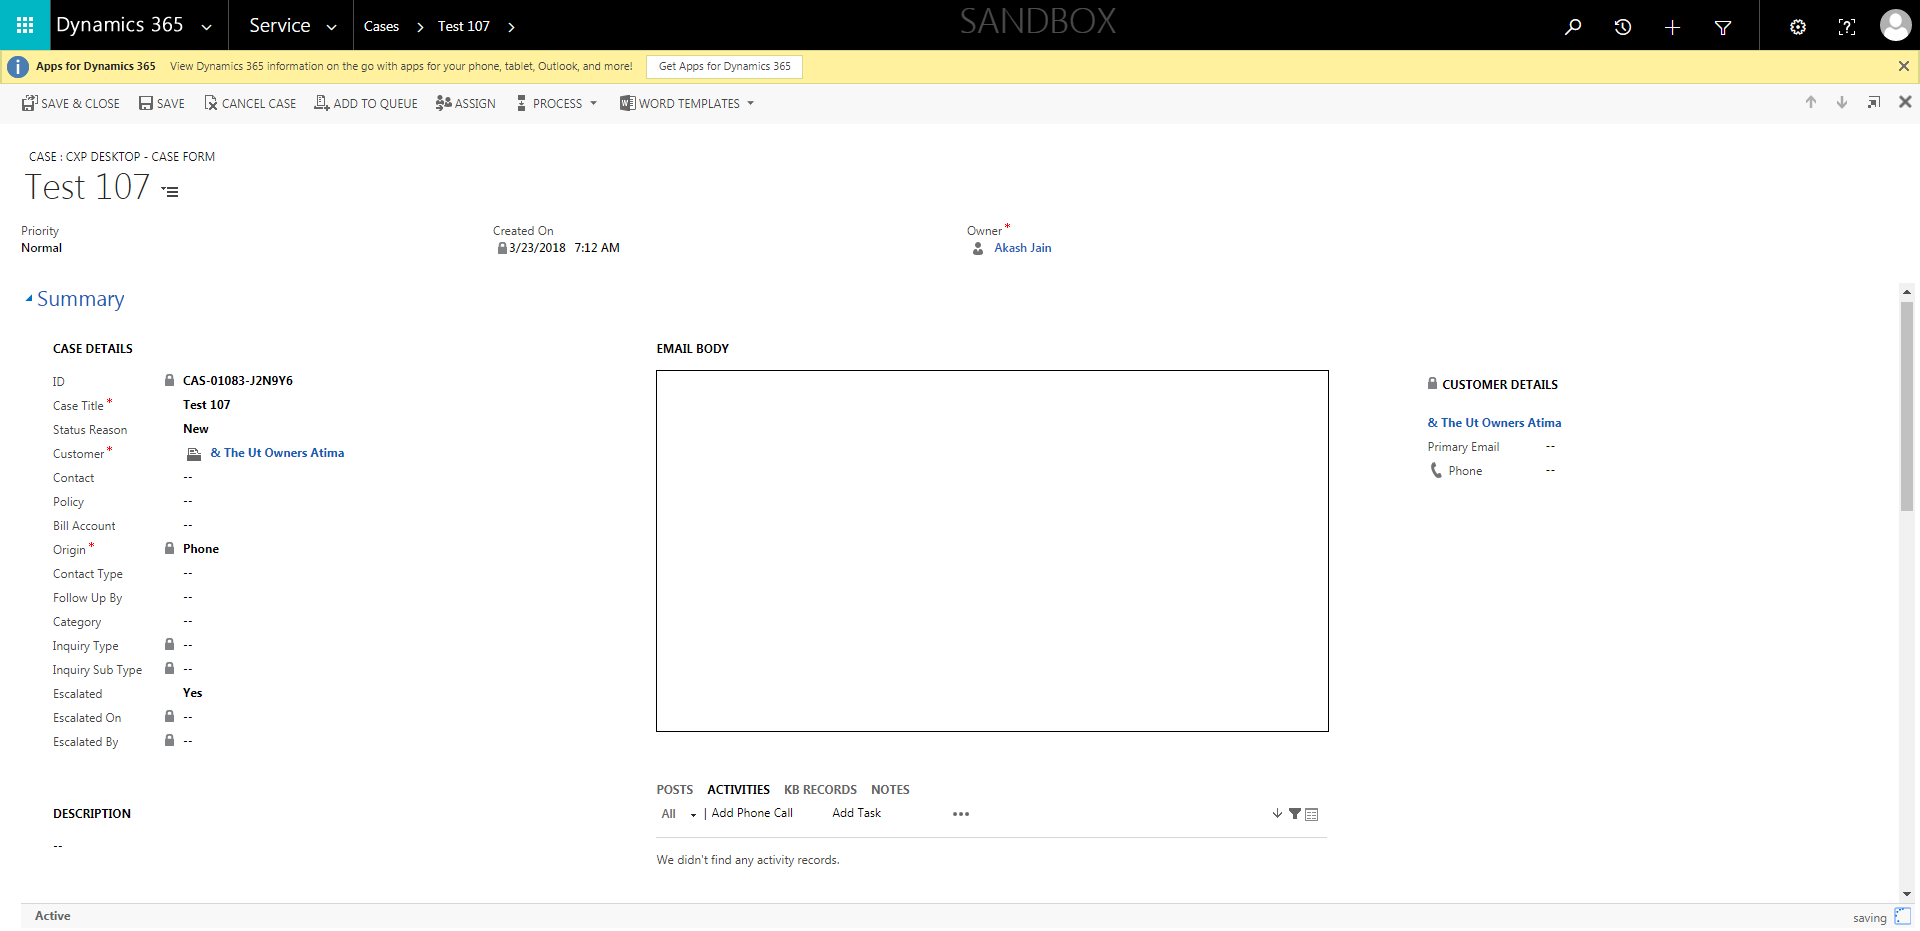 Dynamics 365 Service Cases Test 107 SANDBOX
Apps for Dynamics 365 View Dynamics 365 information on the go with apps for your phone, tablet, Outlook, and more! Get Apps for Dynamics 365
SAVE & CLOSE SAVE CANCEL CASE ADD TO QUEUE ASSIGN PROCESS WORD TEMPLATES
CASE : CXP DESKTOP - CASE FORM
Test 107
Priority Created On Owner*
Normal 3/23/2018 7:12 AM Akash Jain
Summary
CASE DETAILS
ID CAS-01083-J2N9Y6
Case Title* Test 107
Status Reason New
Customer* & The Ut Owners Atima
Contact --
Policy --
Bill Account --
Origin* Phone
Contact Type --
Follow Up By --
Category --
Inquiry Type --
Inquiry Sub Type --
Escalated Yes
Escalated On --
Escalated By --
DESCRIPTION
--
EMAIL BODY
POSTS ACTIVITIES KB RECORDS NOTES
All | Add Phone Call Add Task •••
We didn't find any activity records.
CUSTOMER DETAILS
& The Ut Owners Atima
Primary Email --
Phone --
Active saving